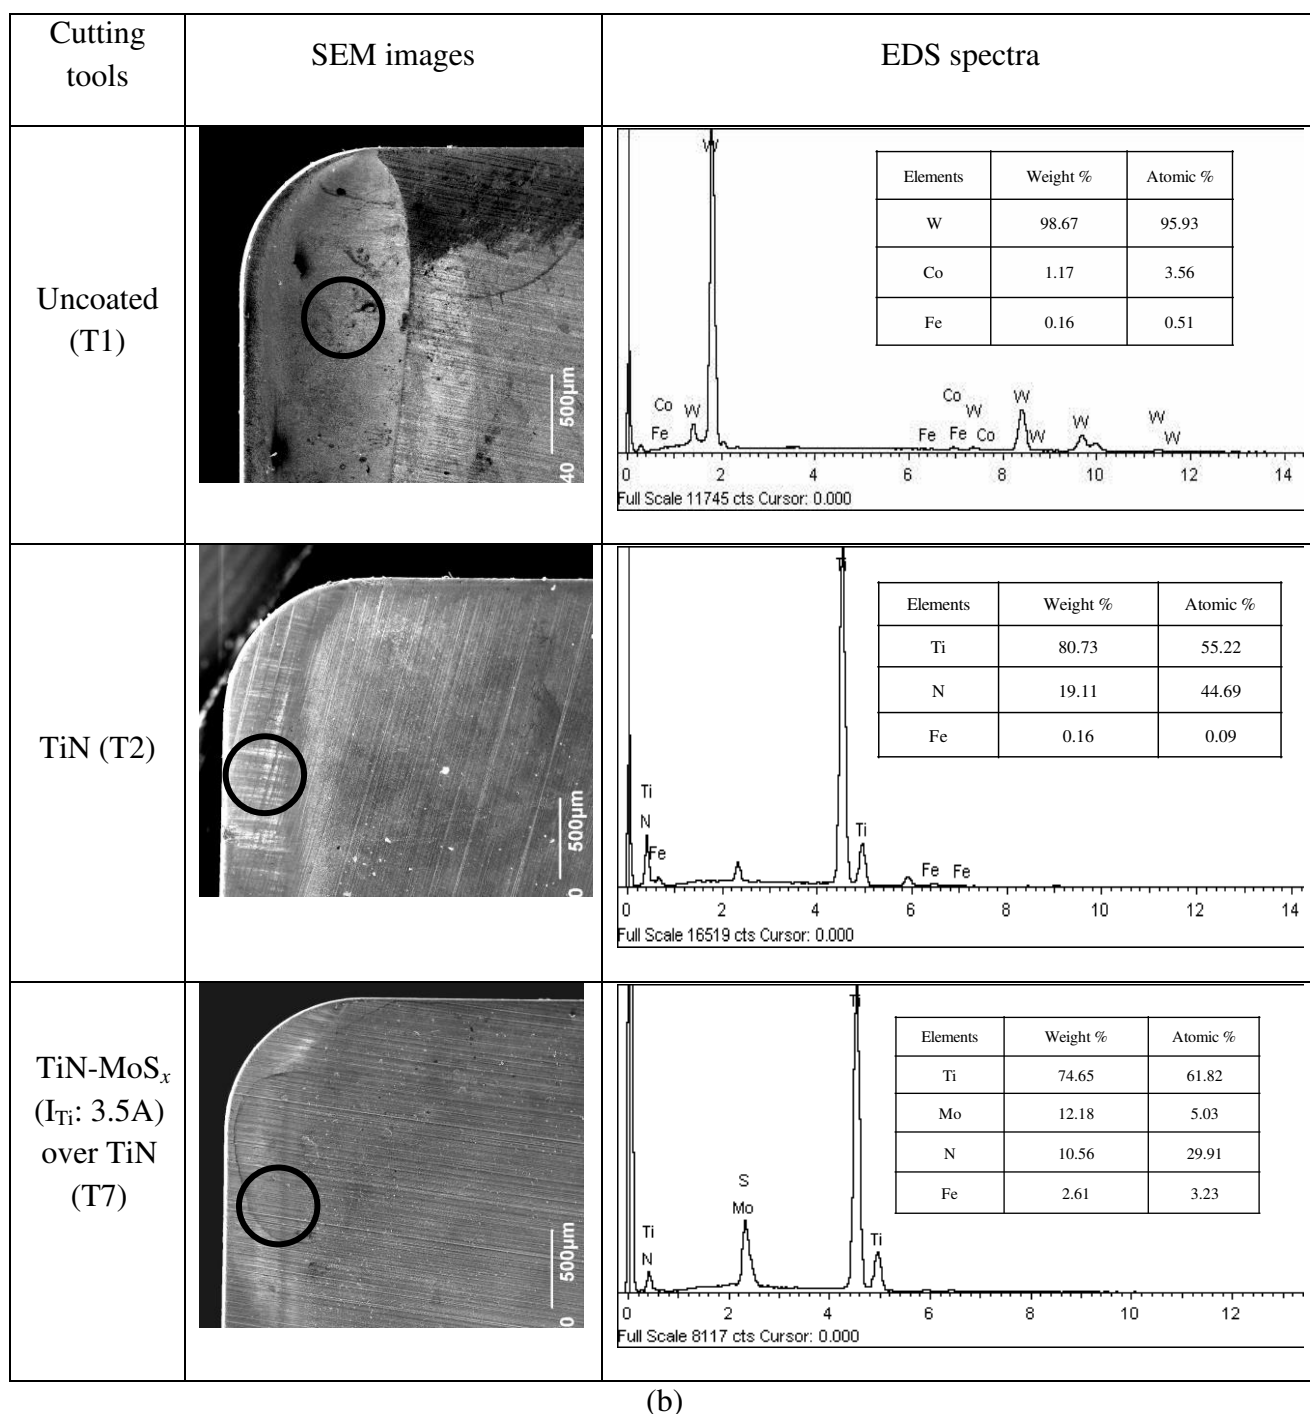 Cutting
tools
SEM images
EDS spectra
Uncoated
(T1)
500µm
40
W
Elements Weight % Atomic %
W 98.67 95.93
Co 1.17 3.56
Fe 0.16 0.51
Co
Fe
W
Co
W
Fe
Fe
Co
W
W
W
W
W
0 2 4 6 8 10 12 14
Full Scale 11745 cts Cursor: 0.000
TiN (T2)
500µm
0
Ti
Elements Weight % Atomic %
Ti 80.73 55.22
N 19.11 44.69
Fe 0.16 0.09
Ti
N
Fe
Ti
Fe
Fe
0 2 4 6 8 10 12 14
Full Scale 16519 cts Cursor: 0.000
TiN-MoSx
(ITi: 3.5A)
over TiN
(T7)
500µm
0
Ti
Elements Weight % Atomic %
Ti 74.65 61.82
Mo 12.18 5.03
N 10.56 29.91
Fe 2.61 3.23
S
Mo
Ti
N
Ti
0 2 4 6 8 10 12
Full Scale 8117 cts Cursor: 0.000
(b)